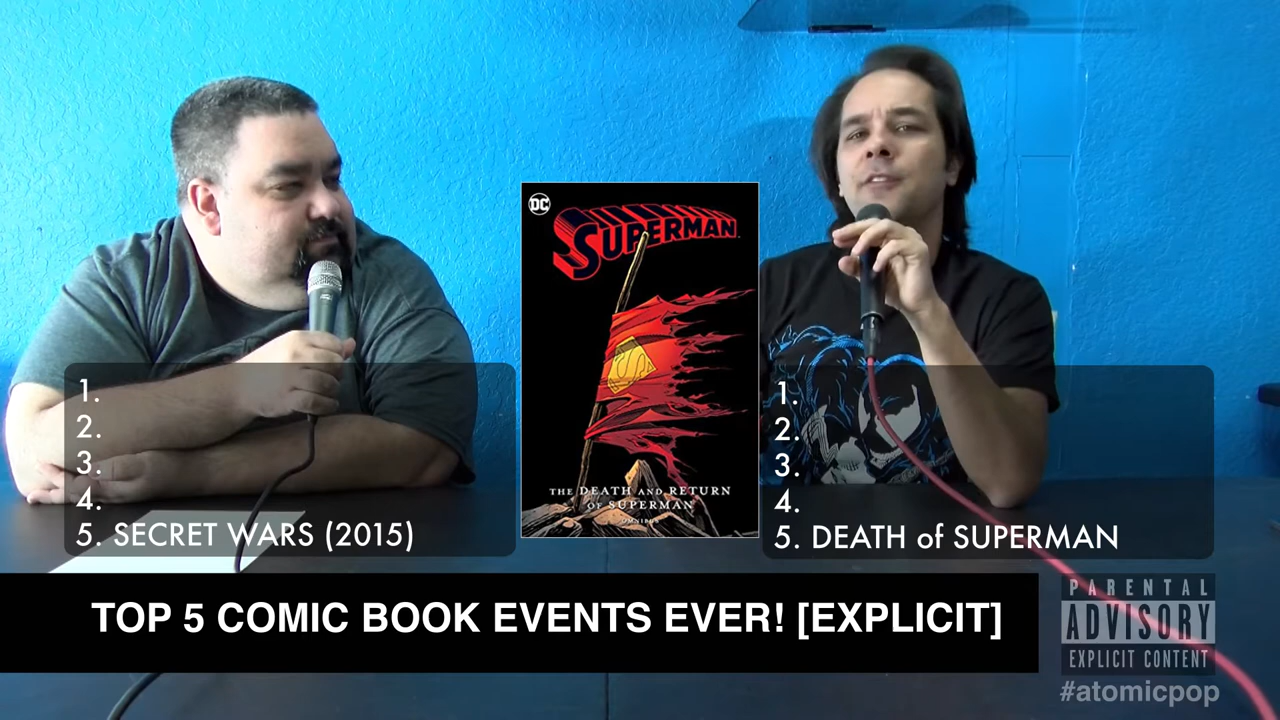 DC
SUPERMAN
THE DEATH AND RETURN
OF SUPERMAN
OMNIBUS
1.
2.
3.
4.
5. SECRET WARS (2015)
1.
2.
3.
4.
5. DEATH of SUPERMAN
TOP 5 COMIC BOOK EVENTS EVER! [EXPLICIT]
PARENTAL
ADVISORY
EXPLICIT CONTENT
#atomicpop